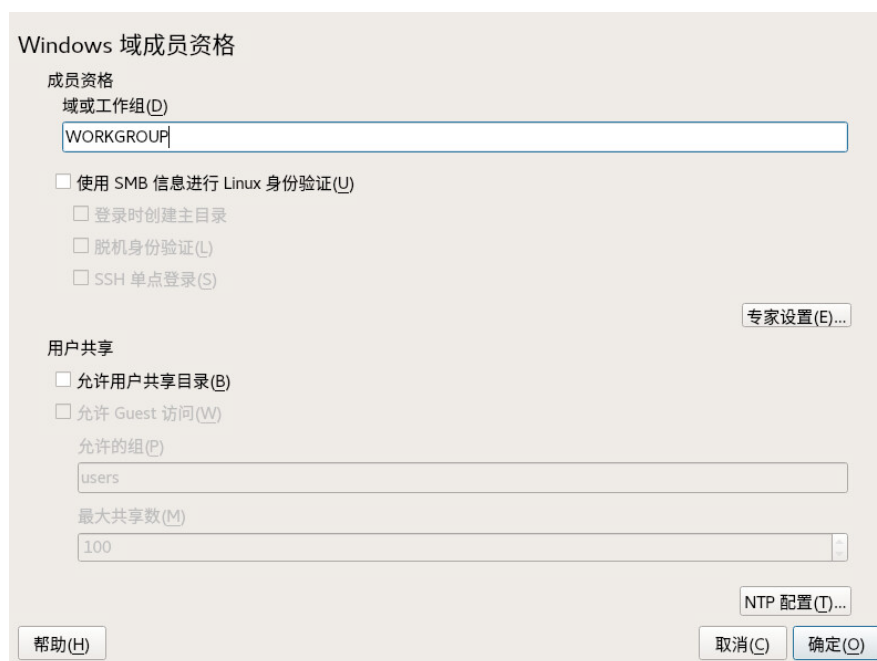 Windows 域成员资格
成员资格
域或工作组(D)
WORKGROUP
使用 SMB 信息进行 Linux 身份验证(U)
登录时创建主目录
脱机身份验证(L)
SSH 单点登录(S)
专家设置(E)...
用户共享
允许用户共享目录(B)
允许 Guest 访问(W)
允许的组(P)
users
最大共享数(M)
100
NTP 配置(T)...
帮助(H) 取消(C) 确定(O)